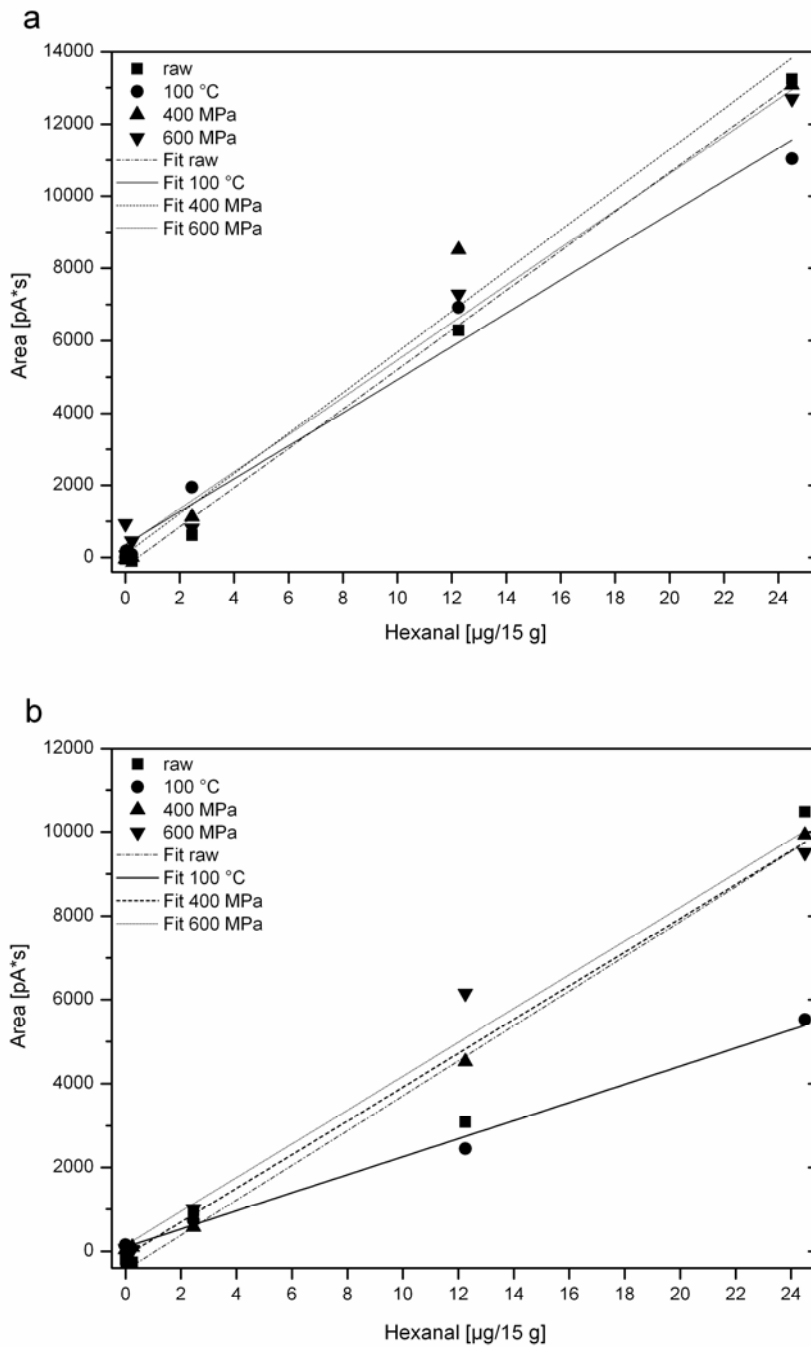 a
14000
12000
10000
8000
6000
4000
2000
0
Area [pA*s]
raw
100 °C
400 MPa
600 MPa
Fit raw
Fit 100 °C
Fit 400 MPa
Fit 600 MPa
0 2 4 6 8 10 12 14 16 18 20 22 24
Hexanal [µg/15 g]
b
12000
10000
8000
6000
4000
2000
0
Area [pA*s]
raw
100 °C
400 MPa
600 MPa
Fit raw
Fit 100 °C
Fit 400 MPa
Fit 600 MPa
0 2 4 6 8 10 12 14 16 18 20 22 24
Hexanal [µg/15 g]